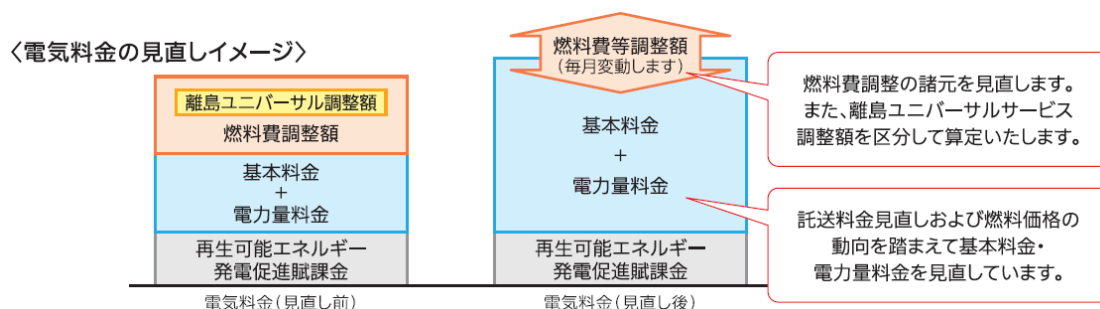 〈電気料金の見直しイメージ〉
離島ユニバーサル調整額
燃料費調整額
基本料金
+
電力量料金
再生可能エネルギー
発電促進賦課金
電気料金(見直し前)
燃料費等調整額
(毎月変動します)
基本料金
+
電力量料金
再生可能エネルギー
発電促進賦課金
電気料金(見直し後)
燃料費調整の諸元を見直します。
また、離島ユニバーサルサービス
調整額を区分して算定いたします。
託送料金見直しおよび燃料価格の
動向を踏まえて基本料金・
電力量料金を見直しています。